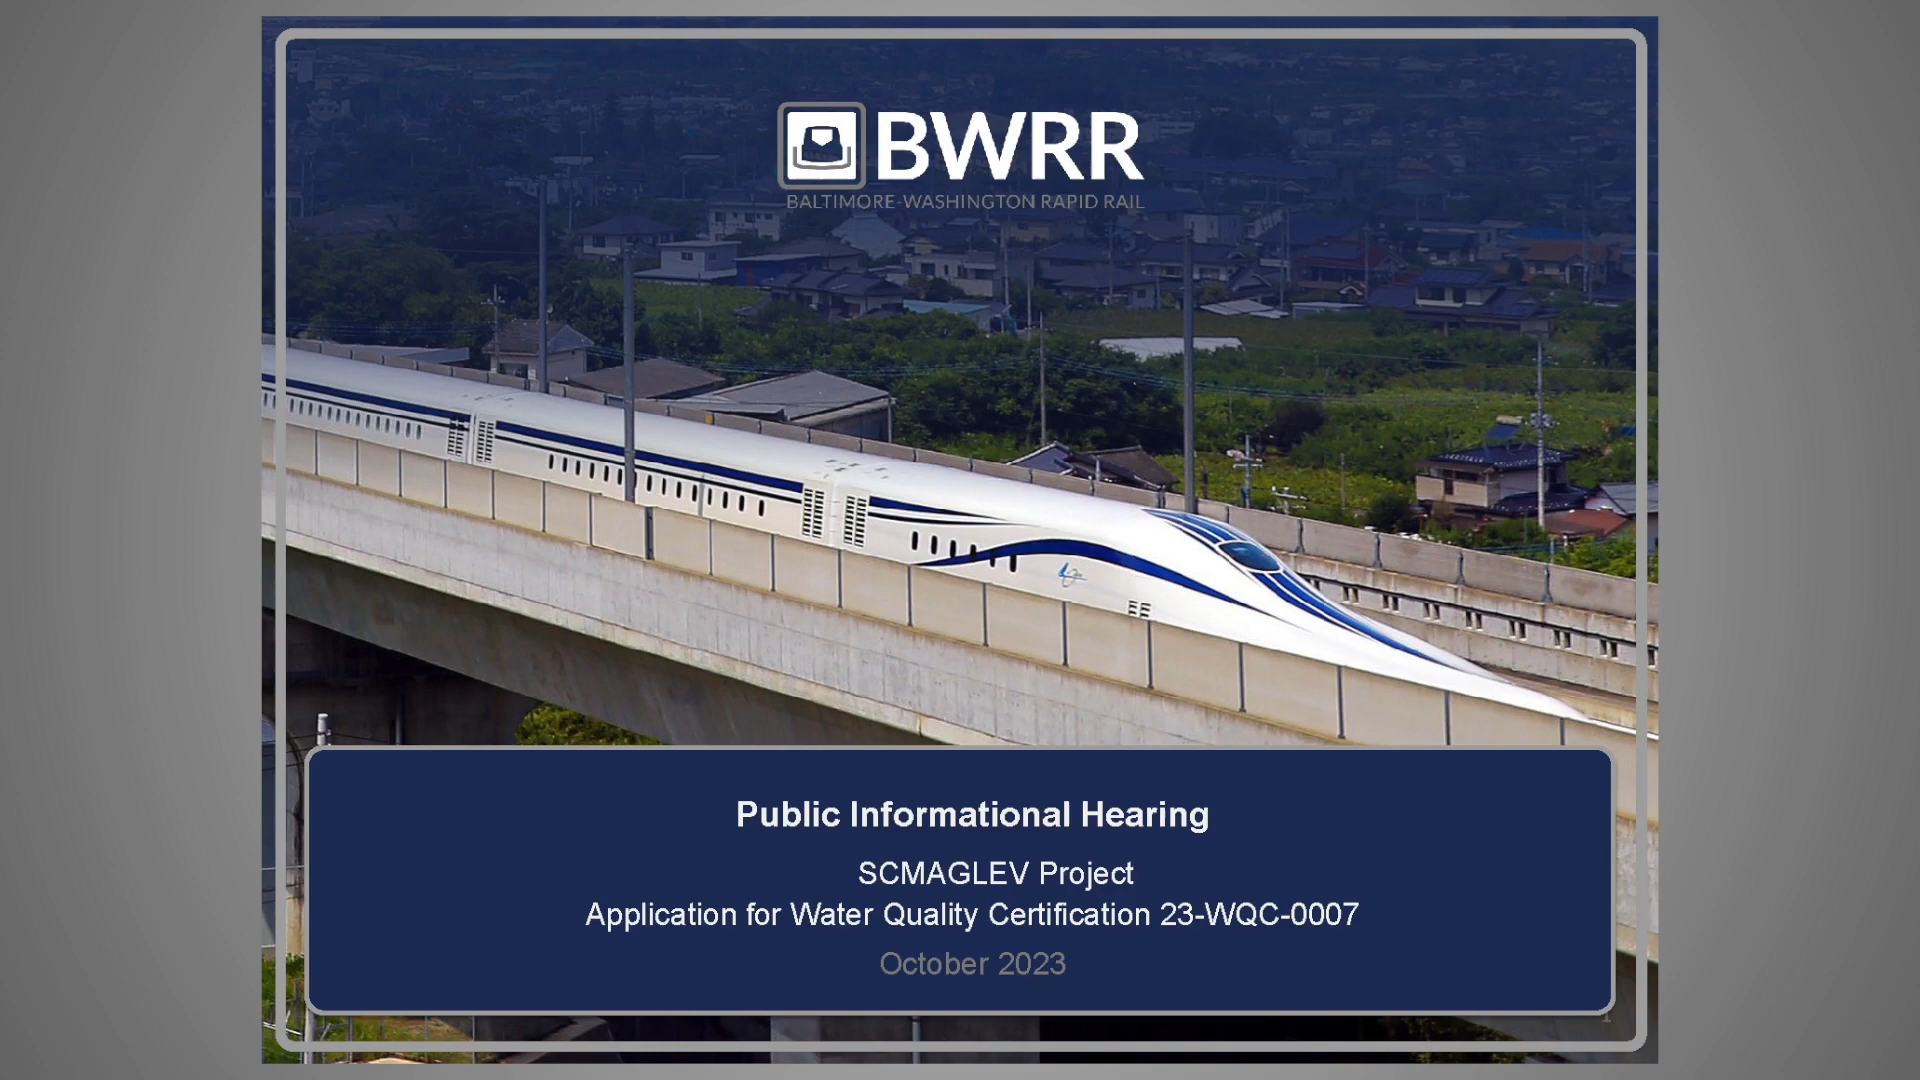 BWRR
BALTIMORE-WASHINGTON RAPID RAIL
Public Informational Hearing
SCMAGLEV Project
Application for Water Quality Certification 23-WQC-0007
October 2023
1